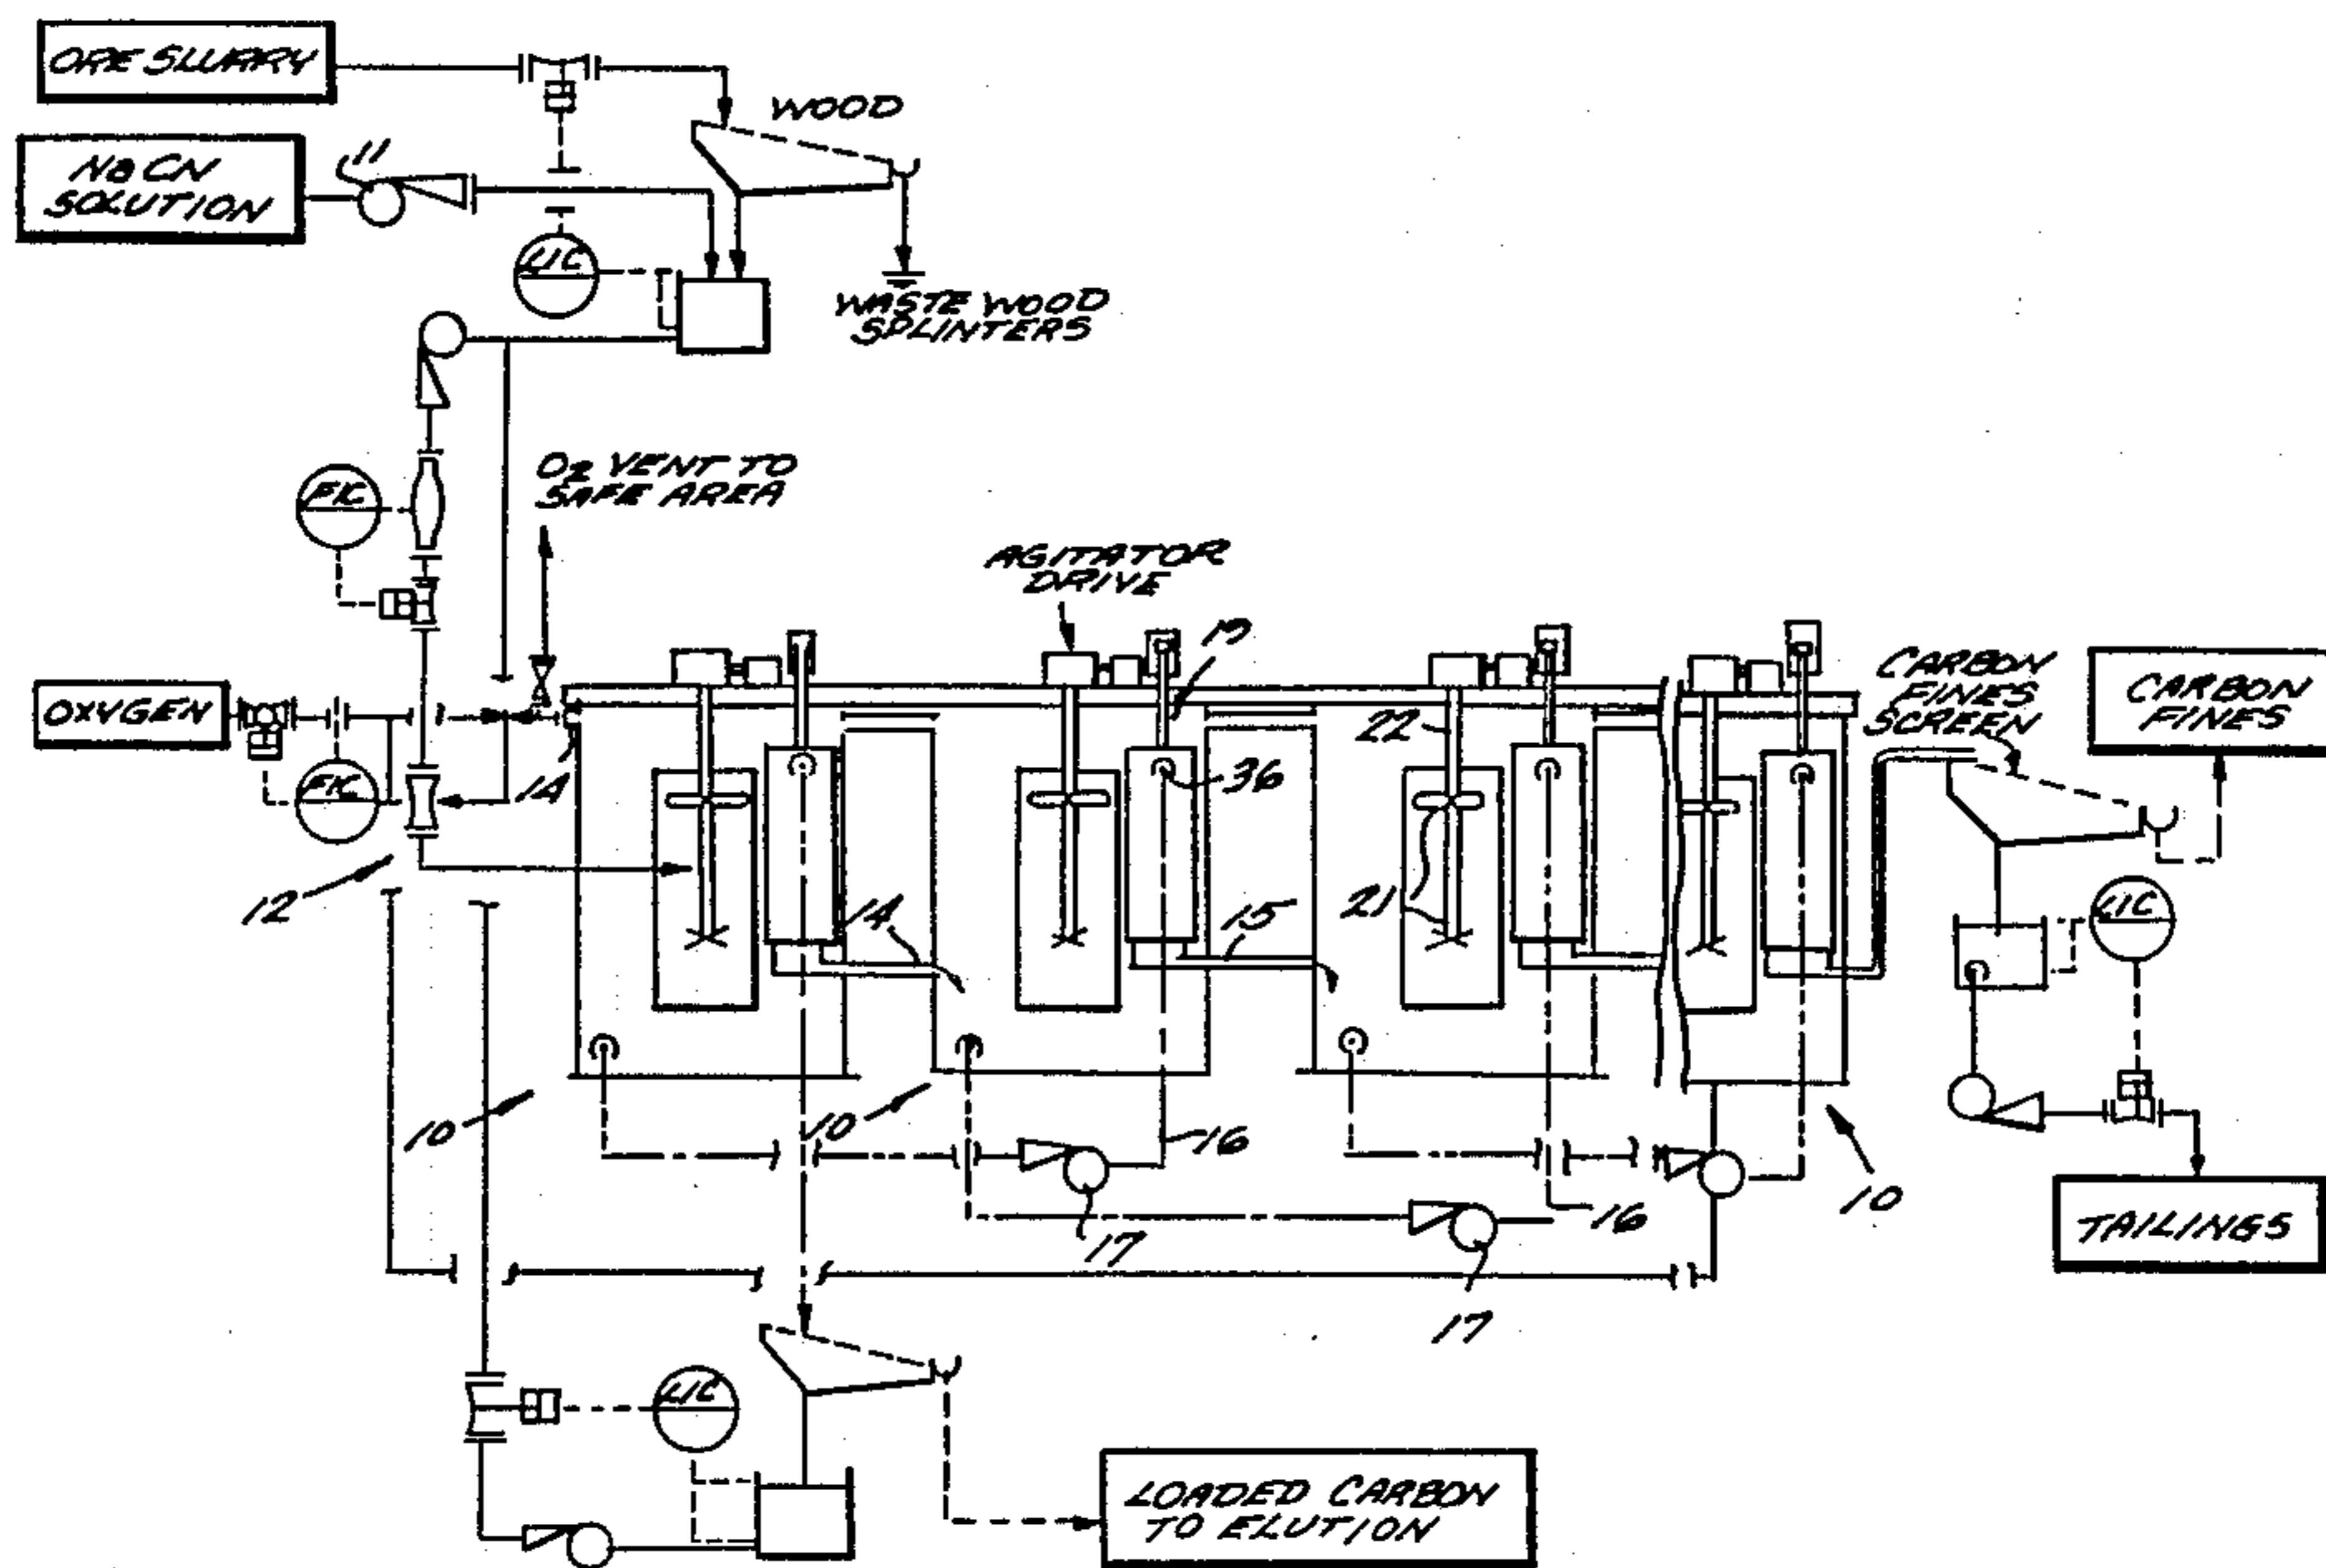 ORE SLURRY
WOOD
NaCN
SOLUTION
11
LIC
WASTE WOOD
SPLINTERS
O2 VENT TO
SAFE AREA
FIC
AGITATOR
DRIVE
19
CARBON
FINES
SCREEN
CARBON
FINES
OXYGEN
22
FIC
14
36
12
14
15
21
LIC
10
10
16
16
10
17
17
TAILINGS
LIC
LOADED CARBON
TO ELUTION